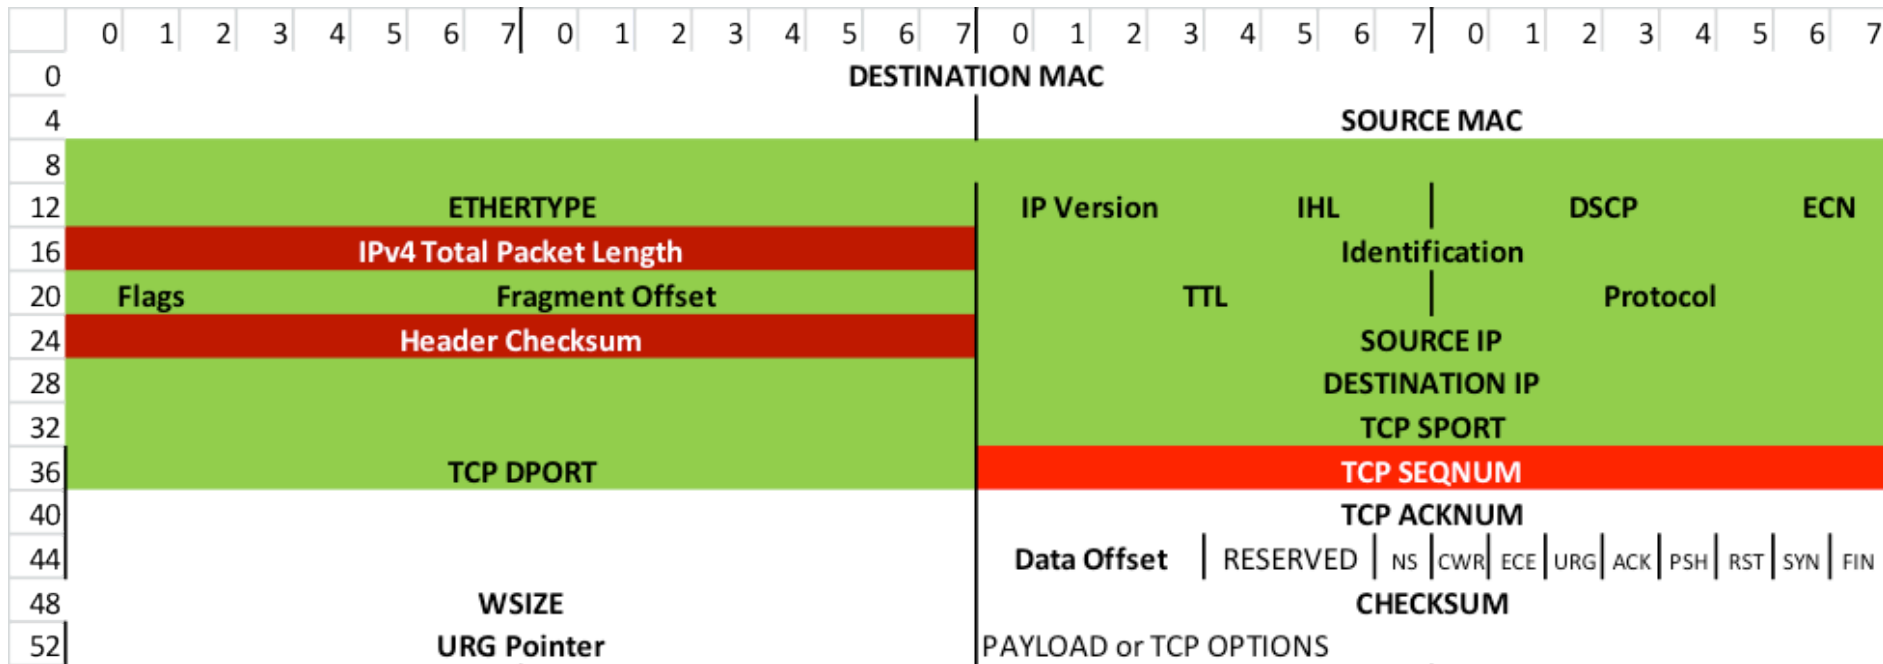 0 1 2 3 4 5 6 7 0 1 2 3 4 5 6 7 0 1 2 3 4 5 6 7 0 1 2 3 4 5 6 7
0 DESTINATION MAC
4 SOURCE MAC
8
12 ETHERTYPE IP Version IHL DSCP ECN
16 IPv4 Total Packet Length Identification
20 Flags Fragment Offset TTL Protocol
24 Header Checksum SOURCE IP
28 DESTINATION IP
32 TCP SPORT
36 TCP DPORT TCP SEQNUM
40 TCP ACKNUM
44 Data Offset RESERVED NS CWR ECE URG ACK PSH RST SYN FIN
48 WSIZE CHECKSUM
52 URG Pointer PAYLOAD or TCP OPTIONS